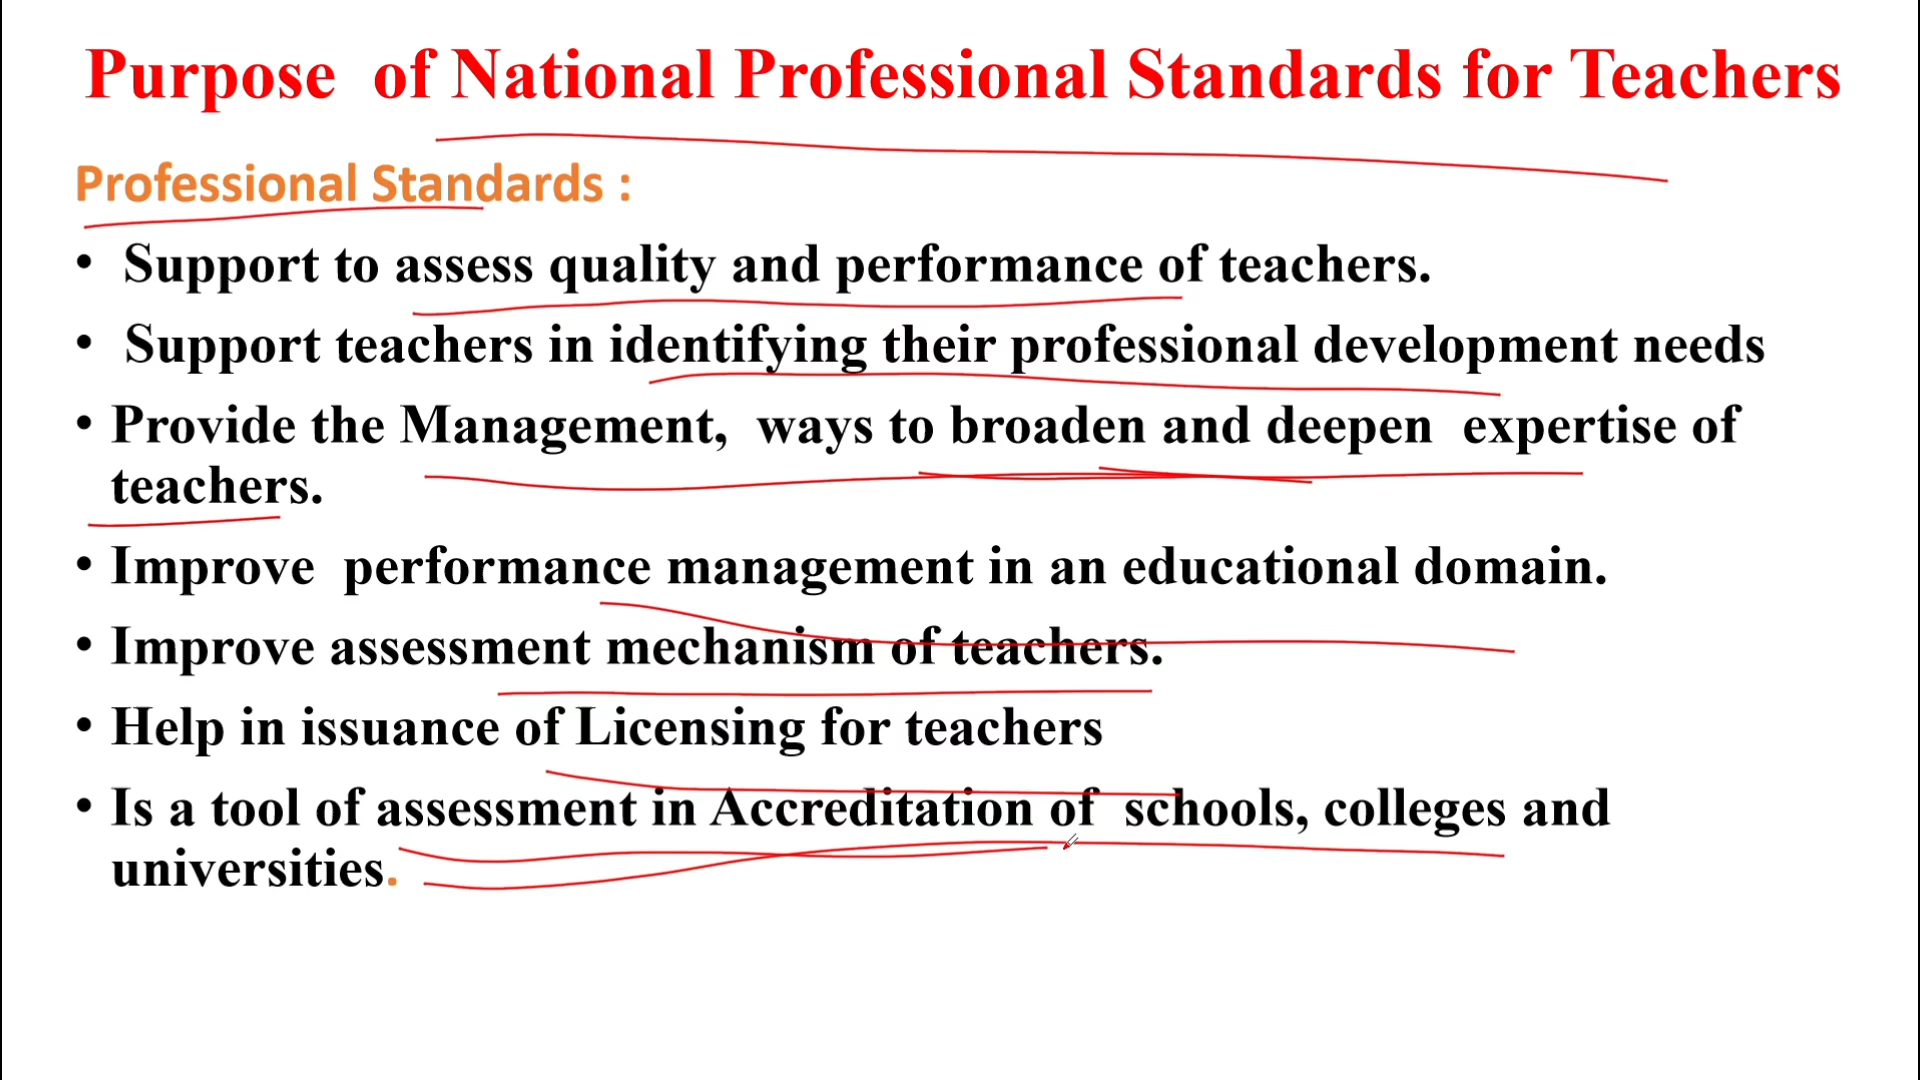 Purpose of National Professional Standards for Teachers
Professional Standards :
• Support to assess quality and performance of teachers.
• Support teachers in identifying their professional development needs
• Provide the Management, ways to broaden and deepen expertise of
teachers.
• Improve performance management in an educational domain.
• Improve assessment mechanism of teachers.
• Help in issuance of Licensing for teachers
• Is a tool of assessment in Accreditation of schools, colleges and
universities.